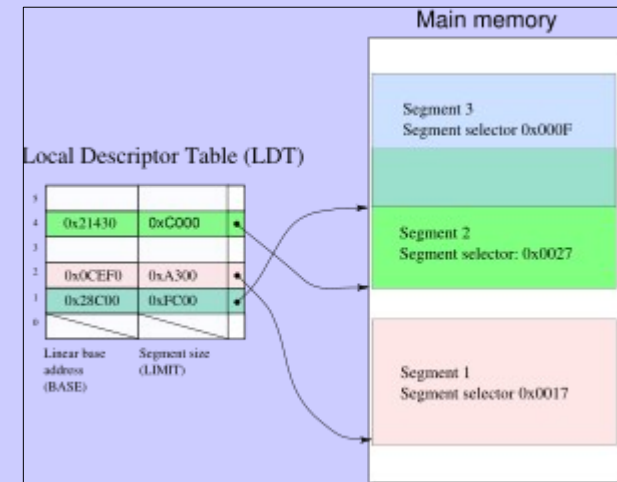 Main memory
Segment 3
Segment selector 0x000F
Local Descriptor Table (LDT)
5
4 0x21430 0xC000
3
2 0x0CEF0 0xA300
1 0x28C00 0xFC00
0
Linear base
address
(BASE)
Segment size
(LIMIT)
Segment 2
Segment selector: 0x0027
Segment 1
Segment selector 0x0017